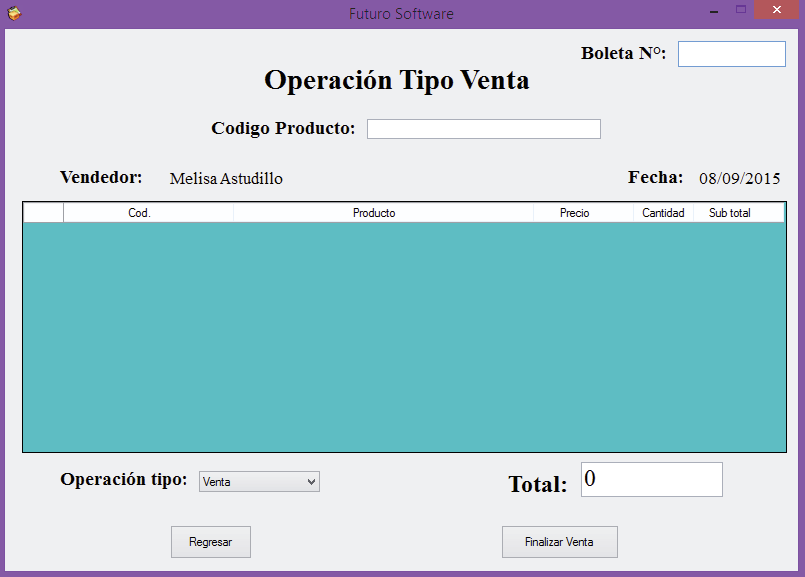 Futuro Software
Boleta N°:
Operación Tipo Venta
Codigo Producto:
Vendedor: Melisa Astudillo Fecha: 08/09/2015
Cod. Producto Precio Cantidad Sub total
Operación tipo: Venta Total: 0
Regresar Finalizar Venta